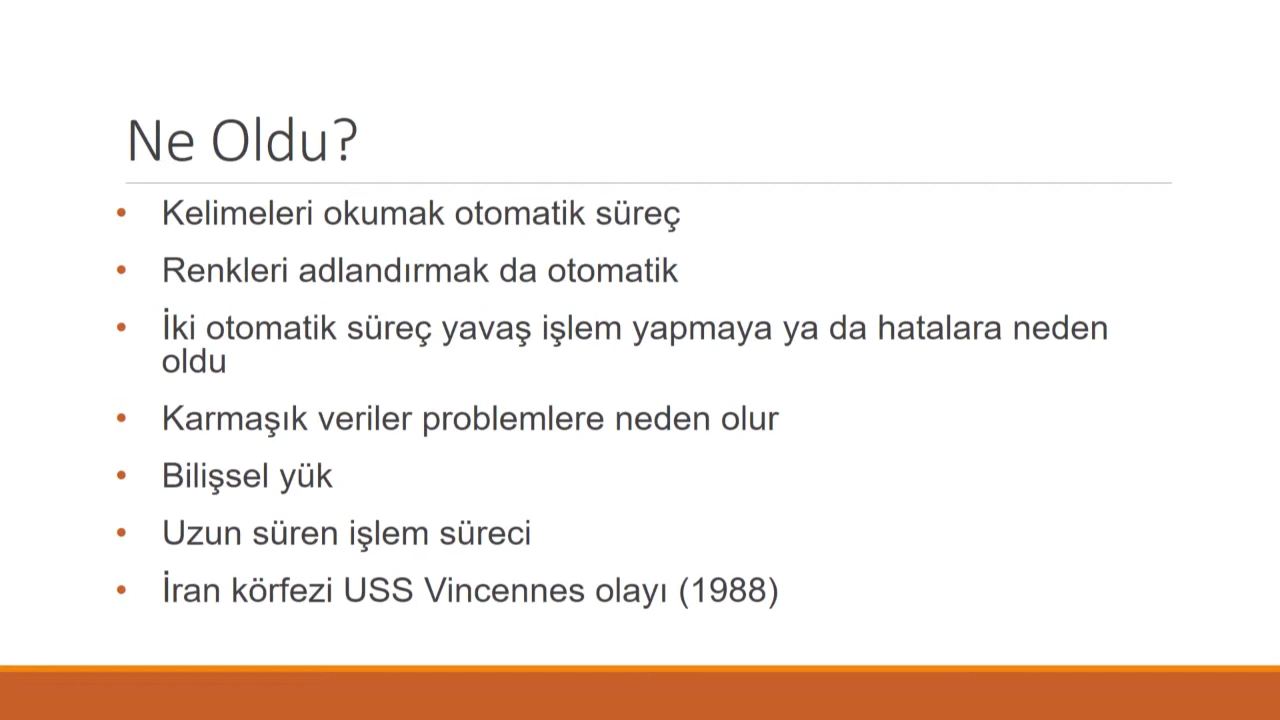 Ne Oldu?
• Kelimeleri okumak otomatik süreç
• Renkleri adlandırmak da otomatik
• İki otomatik süreç yavaş işlem yapmaya ya da hatalara neden
oldu
• Karmaşık veriler problemlere neden olur
• Bilişsel yük
• Uzun süren işlem süreci
• İran körfezi USS Vincennes olayı (1988)